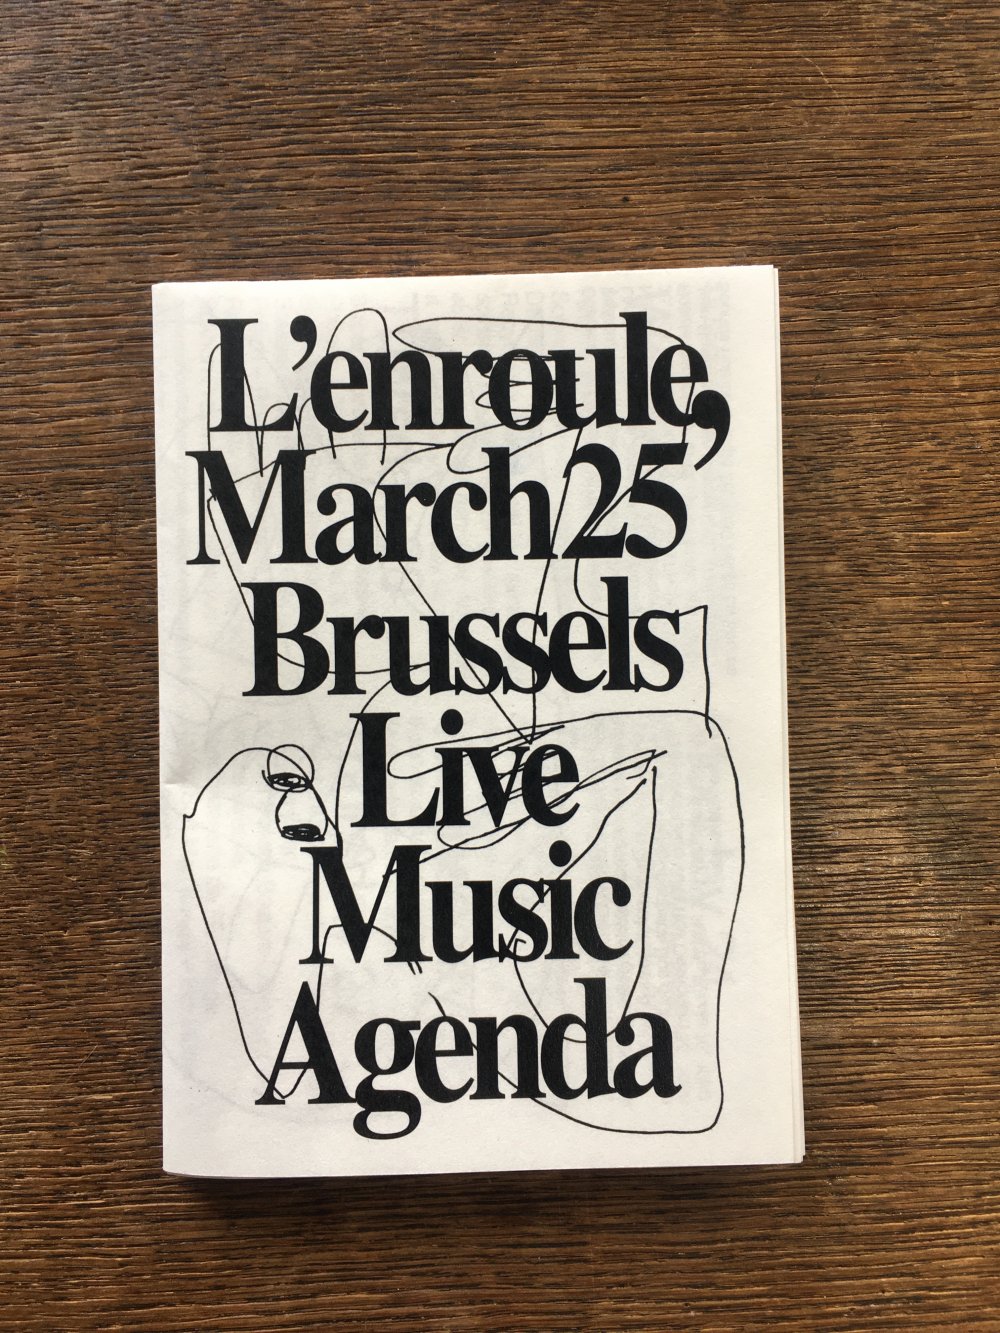 L’enroule,
March 25
Brussels
Live
Music
Agenda